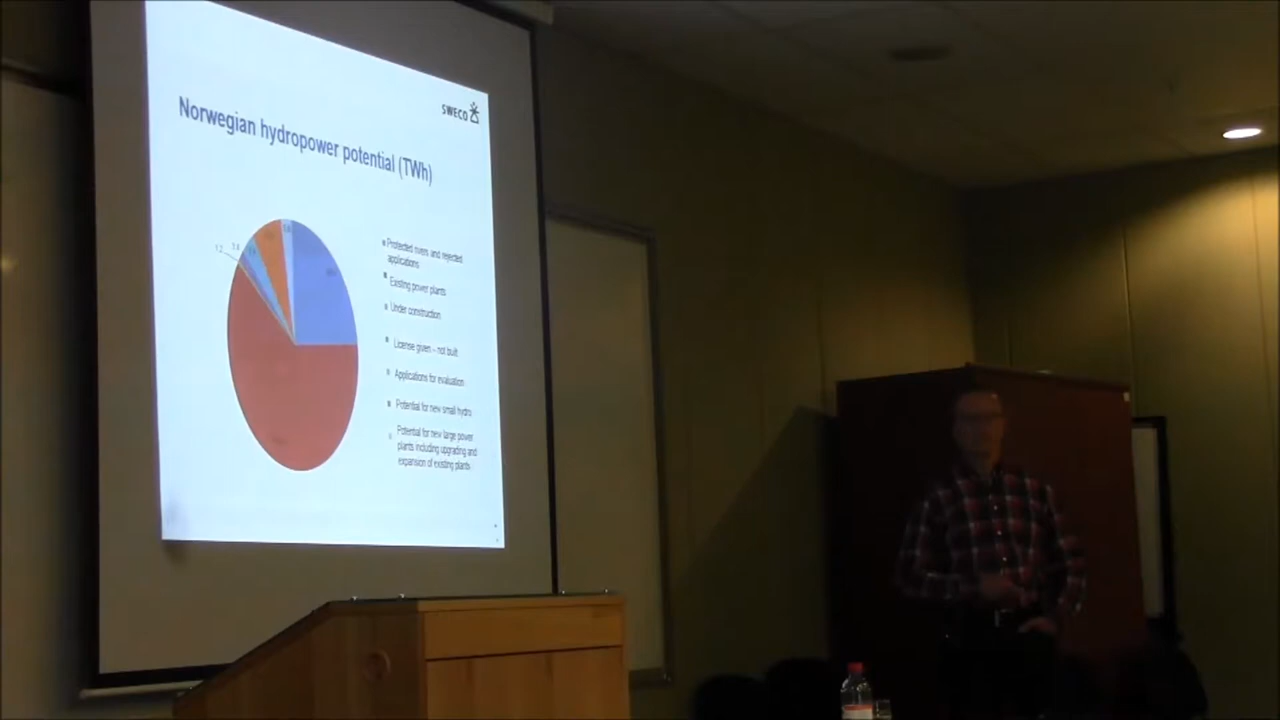 SWECO
Norwegian hydropower potential (TWh)
1.2
Protected rivers and rejected
applications
Existing power plants
Under construction
License given – not built
Applications for evaluation
Potential for new small hydro
Potential for new large power
plants including upgrading and
expansion of existing plants